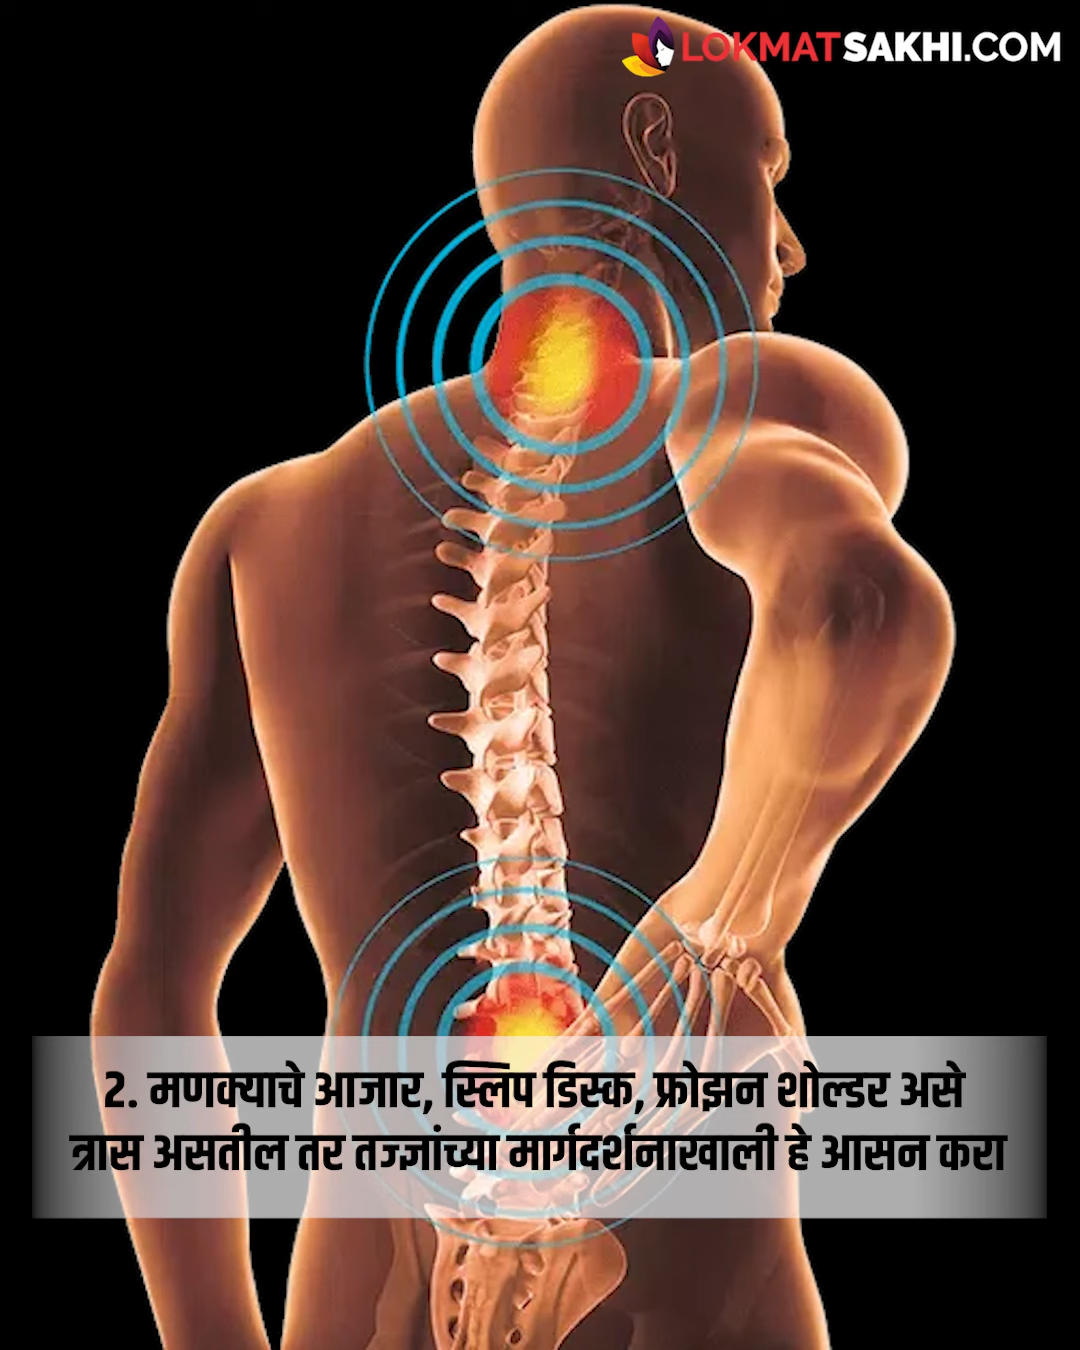 LOKMATSAKHI.COM
2. मणक्याचे आजार, स्लिप डिस्क, फ्रोझन शोल्डर असे
त्रास असतील तर तज्ज्ञांच्या मार्गदर्शनाखाली हे आसन करा